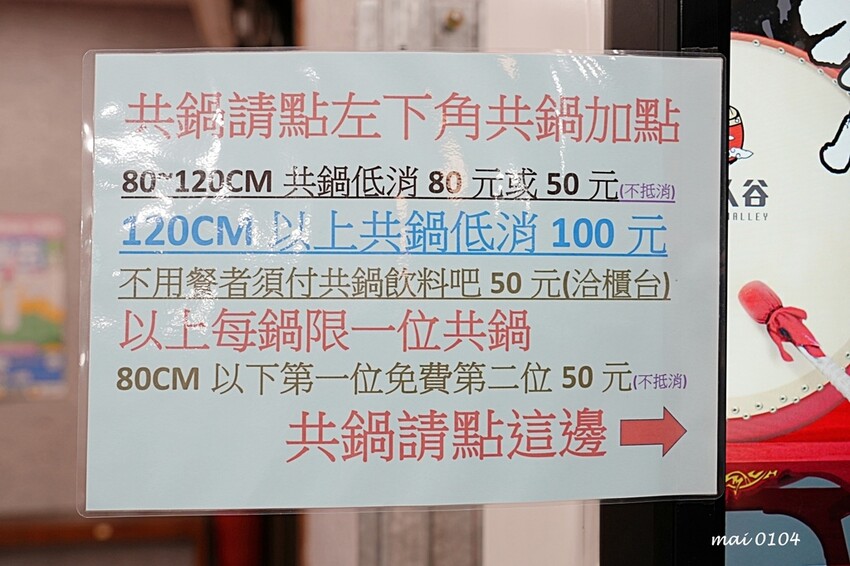 共鍋請點左下角共鍋加點
80~120CM 共鍋低消 80 元或 50 元(不抵消)
120CM 以上共鍋低消 100 元
不用餐者須付共鍋飲料吧 50 元(洽櫃台)
以上每鍋限一位共鍋
80CM 以下第一位免費第二位 50 元(不抵消)
共鍋請點這邊
谷
ALLEY
mai 0104